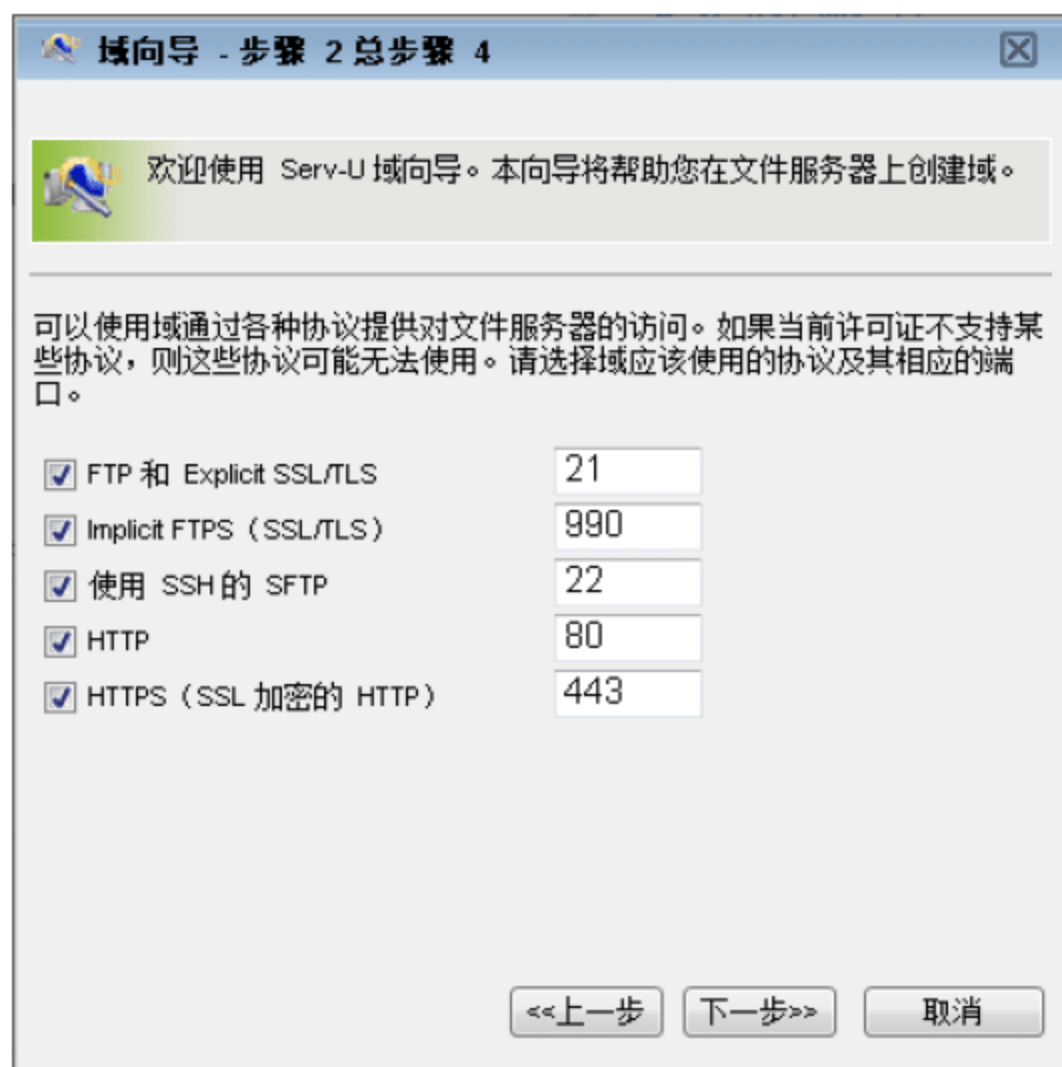 域向导 - 步骤 2 总步骤 4
欢迎使用 Serv-U 域向导。本向导将帮助您在文件服务器上创建域。
可以使用域通过各种协议提供对文件服务器的访问。如果当前许可证不支持某
些协议，则这些协议可能无法使用。请选择域应该使用的协议及其相应的端
口。
FTP 和 Explicit SSL/TLS 21
Implicit FTPS（SSL/TLS） 990
使用 SSH 的 SFTP 22
HTTP 80
HTTPS（SSL 加密的 HTTP） 443
<<上一步 下一步>> 取消